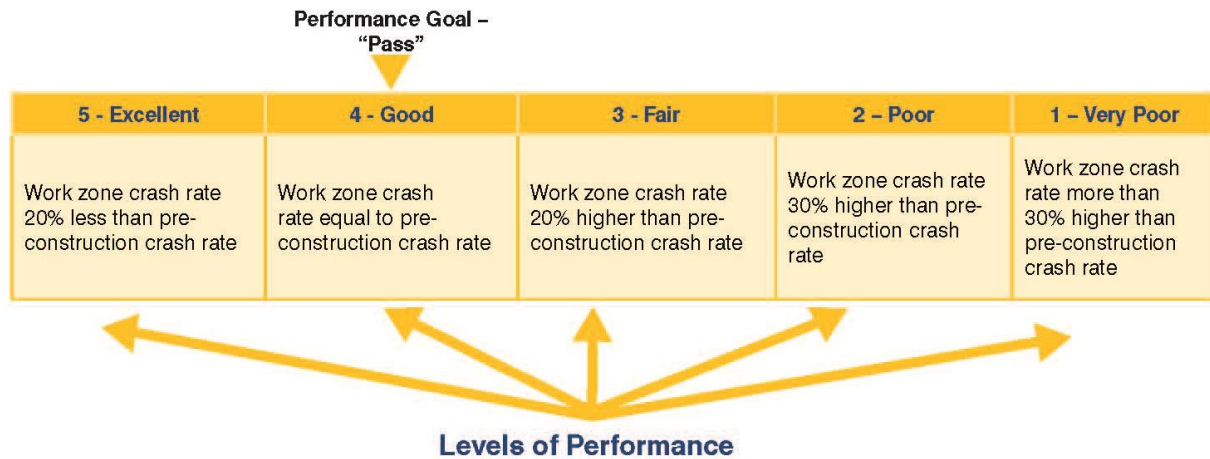 Performance Goal –
“Pass”
5 - Excellent
4 - Good
3 - Fair
2 – Poor
1 – Very Poor
Work zone crash rate
20% less than pre-
construction crash rate
Work zone crash
rate equal to pre-
construction crash rate
Work zone crash rate
20% higher than pre-
construction crash rate
Work zone crash rate
30% higher than pre-
construction crash
rate
Work zone crash
rate more than
30% higher than
pre-construction
crash rate
Levels of Performance